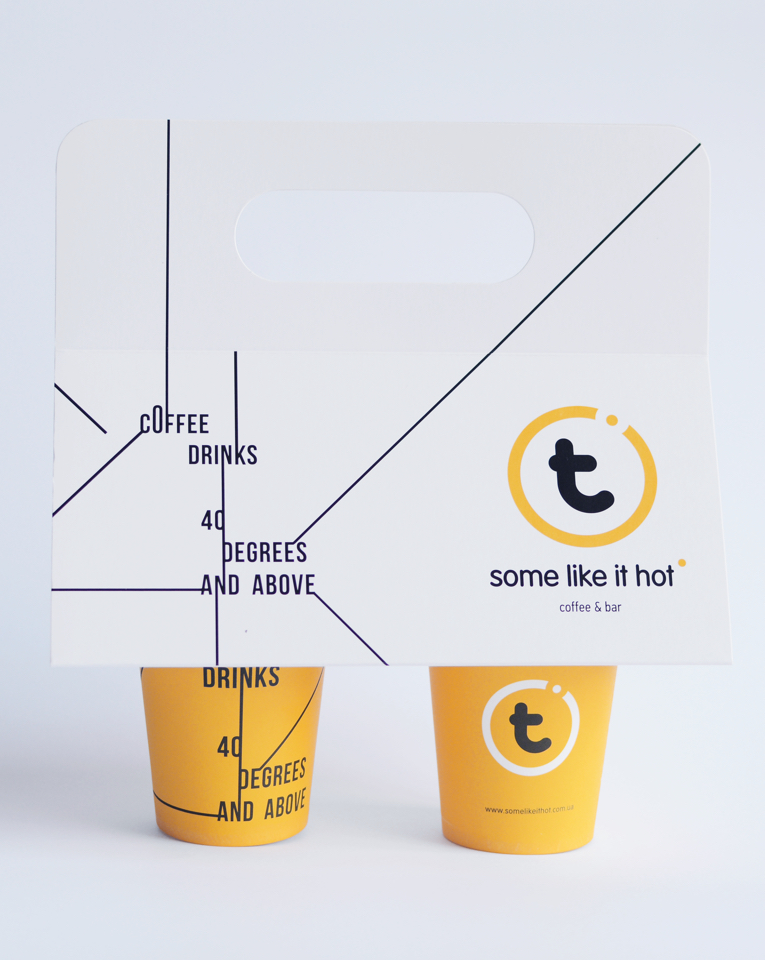 COFFEE
DRINKS
40
DEGREES
AND ABOVE
t
some like it hot
coffee & bar
DRINKS
40
DEGREES
AND ABOVE
t
www.somelikeithot.com.ua